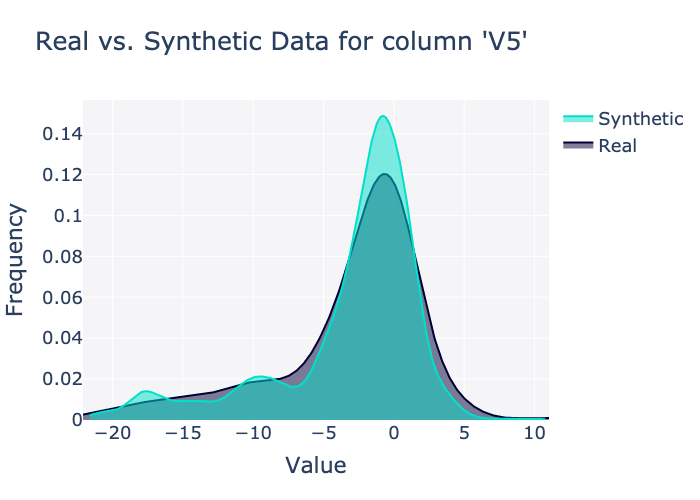 Real vs. Synthetic Data for column 'V5'
Synthetic
Real
Frequency
0.14
0.12
0.1
0.08
0.06
0.04
0.02
0
−20 −15 −10 −5 0 5 10
Value